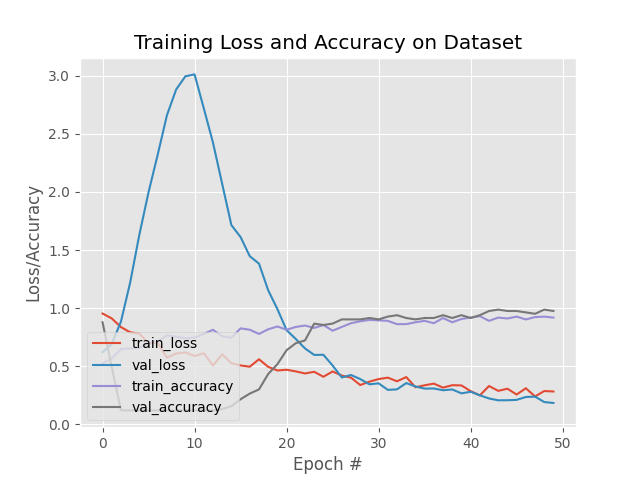 Training Loss and Accuracy on Dataset
Loss/Accuracy
3.0
2.5
2.0
1.5
1.0
0.5
0.0
train_loss
val_loss
train_accuracy
val_accuracy
0 10 20 30 40 50
Epoch #